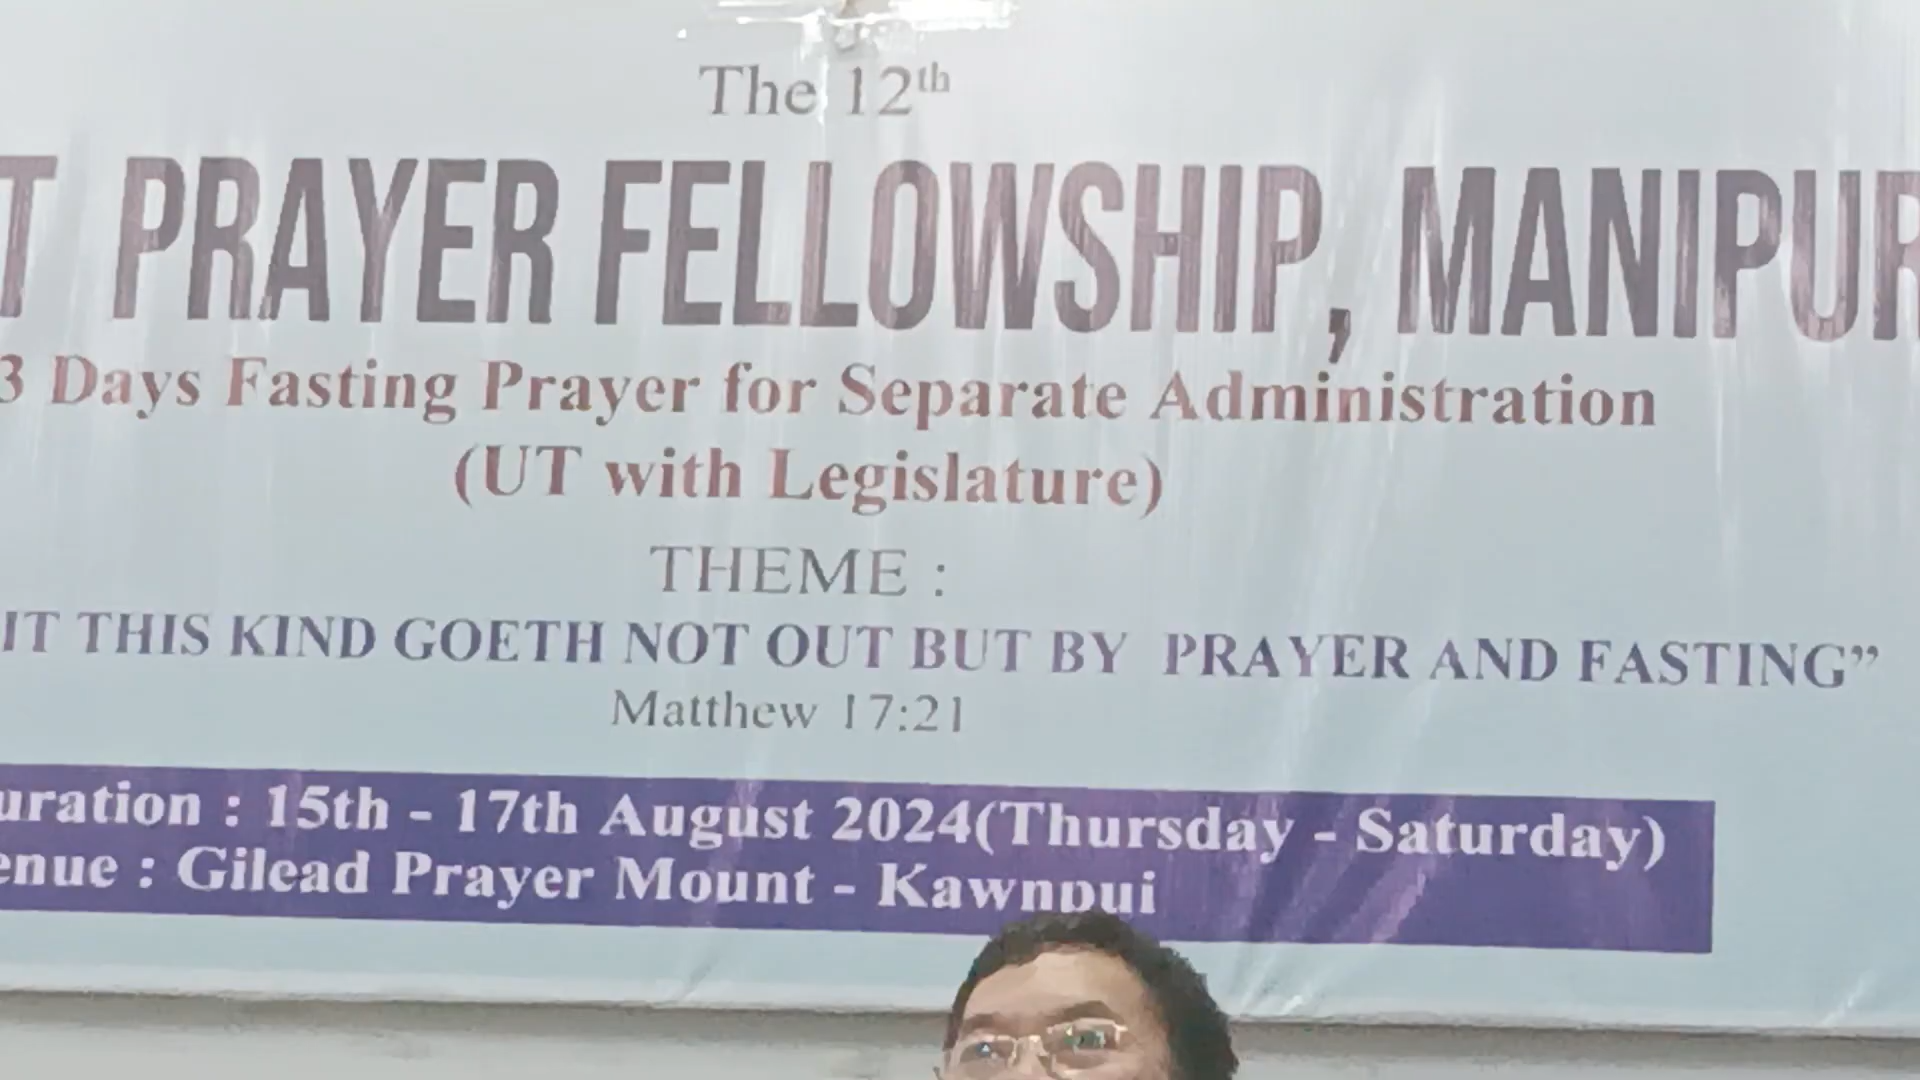 The 12th
T PRAYER FELLOWSHIP, MANIPUR
3 Days Fasting Prayer for Separate Administration
(UT with Legislature)
THEME :
IT THIS KIND GOETH NOT OUT BUT BY PRAYER AND FASTING”
Matthew 17:21
uration : 15th - 17th August 2024(Thursday - Saturday)
enue : Gilead Prayer Mount - Kawnpui